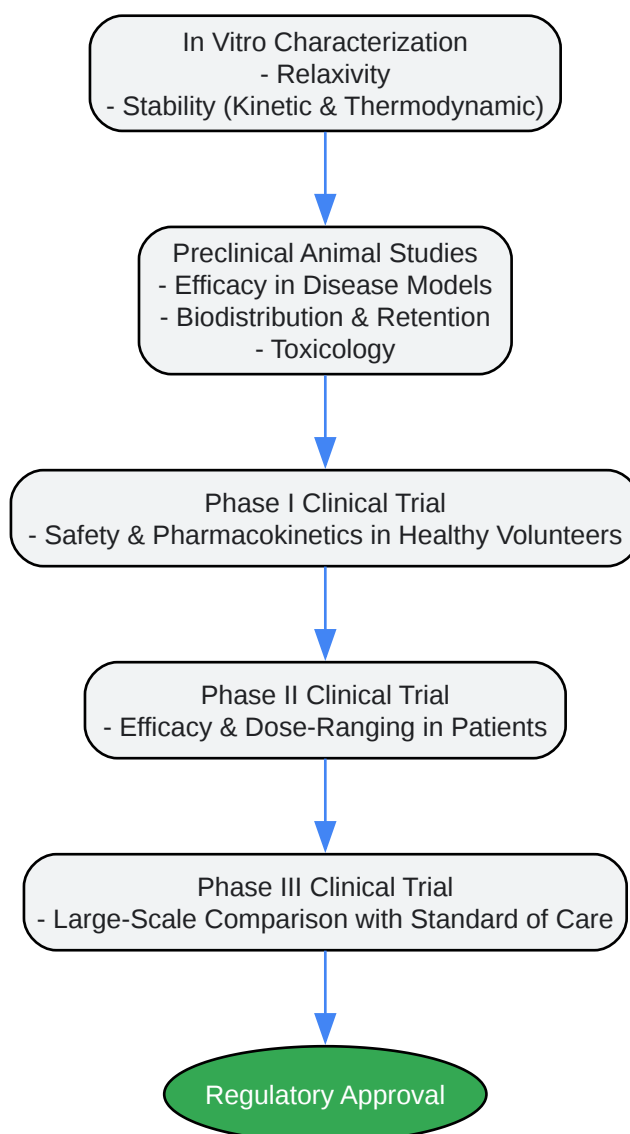 In Vitro Characterization
- Relaxivity
- Stability (Kinetic & Thermodynamic)
Preclinical Animal Studies
- Efficacy in Disease Models
- Biodistribution & Retention
- Toxicology
Phase I Clinical Trial
- Safety & Pharmacokinetics in Healthy Volunteers
Phase II Clinical Trial
- Efficacy & Dose-Ranging in Patients
Phase III Clinical Trial
- Large-Scale Comparison with Standard of Care
Regulatory Approval